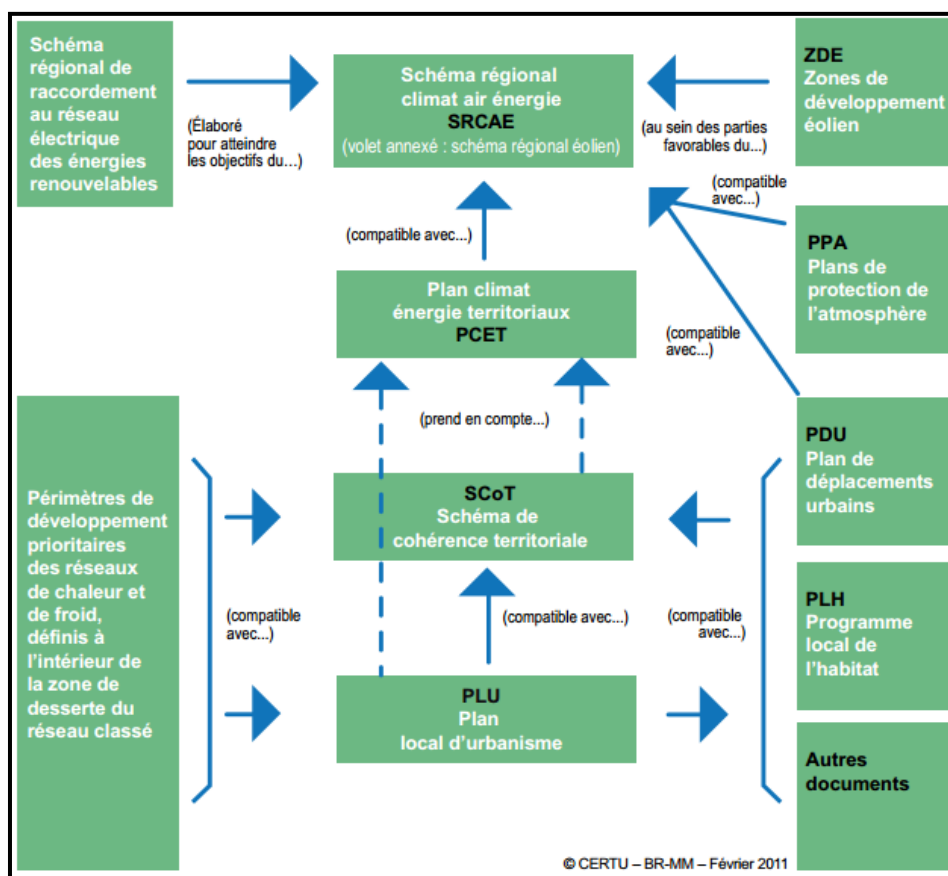 Schéma
régional de
raccordement
au réseau
électrique
des énergies
renouvelables
(Élaboré
pour atteindre
les objectifs du…)
Schéma régional
climat air énergie
SRCAE
(volet annexé : schéma régional éolien)
(au sein des parties
favorables du...)
ZDE
Zones de
développement
éolien
(compatible
avec...)
PPA
Plans de
protection de
l’atmosphère
(compatible avec...)
Plan climat
énergie territoriaux
PCET
(compatible
avec...)
(prend en compte...)
PDU
Plan de
déplacements
urbains
Périmètres de
développement
prioritaires
des réseaux
de chaleur et
de froid,
définis à
l’intérieur de
la zone de
desserte du
réseau classé
SCoT
Schéma de
cohérence territoriale
(compatible
avec...)
(compatible avec...)
(compatible
avec...)
PLH
Programme
local de
l’habitat
PLU
Plan
local d’urbanisme
Autres
documents
© CERTU – BR-MM – Février 2011